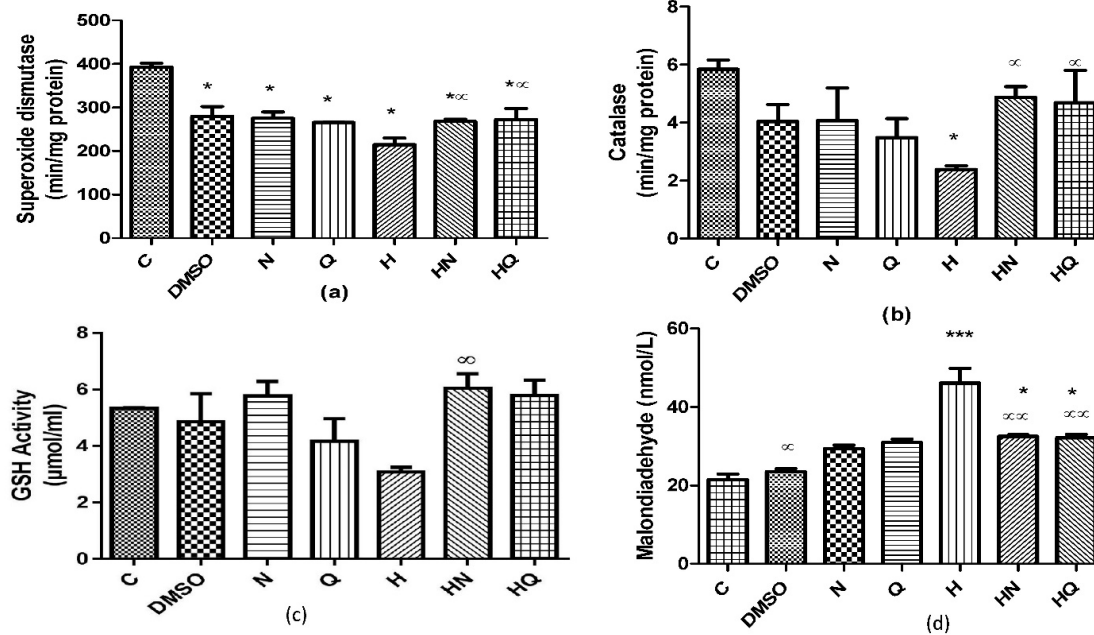 Superoxide dismutase
(min/mg protein)
500
400
300
200
100
0
*
*
*
*
*∝
*∝
C
DMSO
N
Q
H
HN
HQ
(a)
Catalase
(min/mg protein)
8
6
4
2
0
*
∝
∝
C
DMSO
N
Q
H
HN
HQ
(b)
GSH Activity
(µmol/ml)
8
6
4
2
0
∞
C
DMSO
N
Q
H
HN
HQ
(c)
Malondiadehyde (nmol/L)
60
40
20
0
∝
***
*
∝∝
*
∝∝
C
DMSO
N
Q
H
HN
HQ
(d)